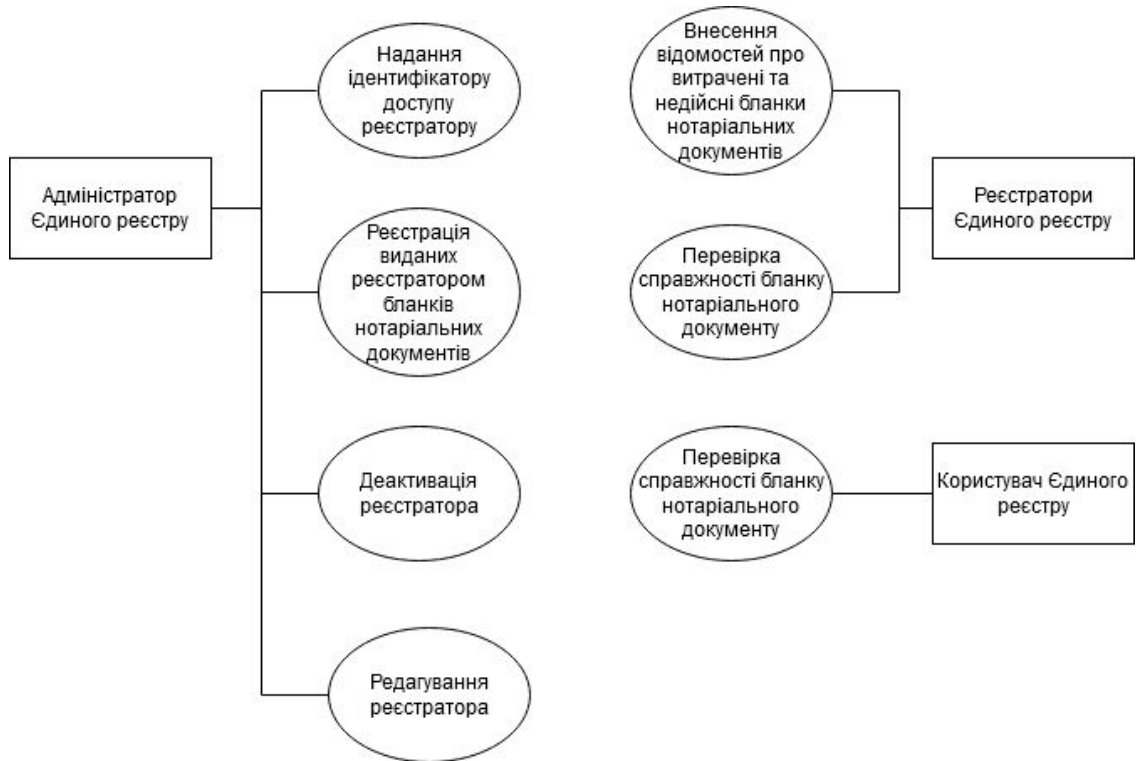 Надання
ідентифікатору
доступу
реєстратору
Внесення
відомостей про
витрачені та
недійсні бланки
нотаріальних
документів
Адміністратор
Єдиного реєстру
Реєстратори
Єдиного реєстру
Реєстрація
виданих
реєстратором
бланків
нотаріальних
документів
Перевірка
справжності бланку
нотаріального
документу
Деактивація
реєстратора
Перевірка
справжності бланку
нотаріального
документу
Користувач Єдиного
реєстру
Редагування
реєстратора